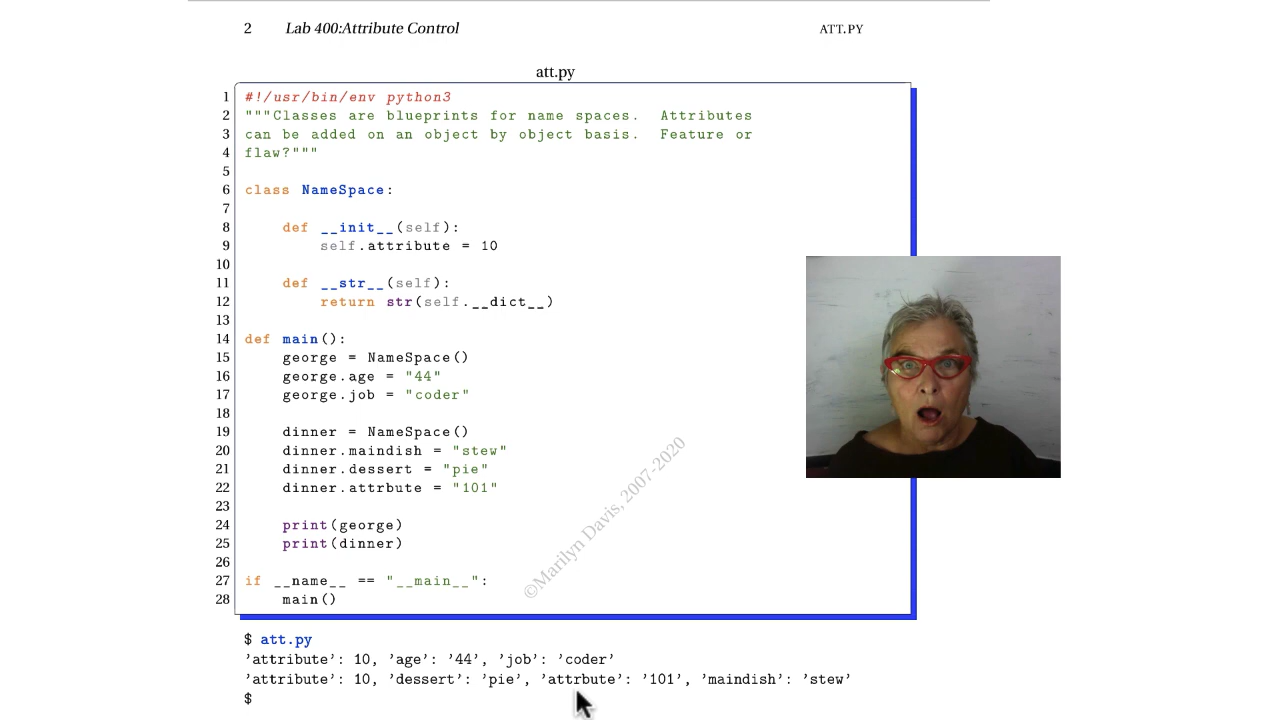 2 Lab 400:Attribute Control ATT.PY
att.py
1 #!/usr/bin/env python3
2 """Classes are blueprints for name spaces.  Attributes
3 can be added on an object by object basis.  Feature or
4 flaw?"""
5
6 class NameSpace:
7
8     def __init__(self):
9         self.attribute = 10
10
11     def __str__(self):
12         return str(self.__dict__)
13
14 def main():
15     george = NameSpace()
16     george.age = "44"
17     george.job = "coder"
18
19     dinner = NameSpace()
20     dinner.maindish = "stew"
21     dinner.dessert = "pie"
22     dinner.attrbute = "101"
23
24     print(george)
25     print(dinner)
26
27 if __name__ == "__main__":
28     main()
©Marilyn Davis, 2007-2020
$ att.py
’attribute’: 10, ’age’: ’44’, ’job’: ’coder’
’attribute’: 10, ’dessert’: ’pie’, ’attrbute’: ’101’, ’maindish’: ’stew’
$